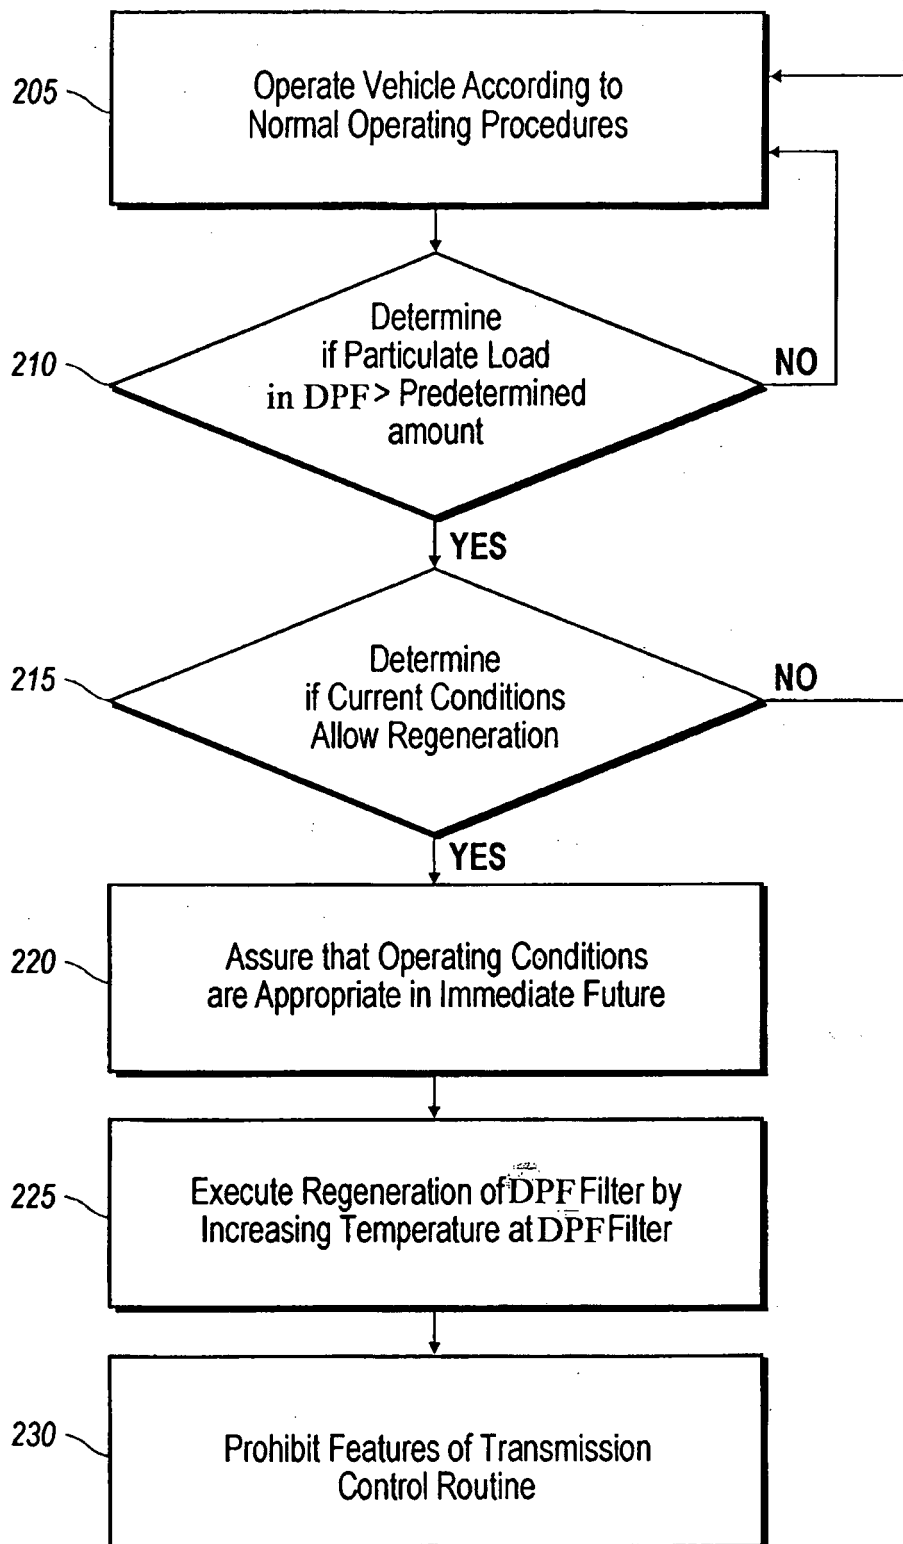 205
Operate Vehicle According to
Normal Operating Procedures
210
Determine
if Particulate Load
in DPF > Predetermined
amount
NO
YES
215
Determine
if Current Conditions
Allow Regeneration
NO
YES
220
Assure that Operating Conditions
are Appropriate in Immediate Future
225
Execute Regeneration of DPF Filter by
Increasing Temperature at DPF Filter
230
Prohibit Features of Transmission
Control Routine